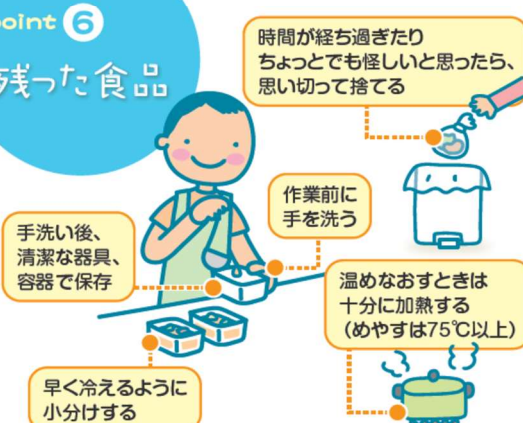 point 6
残った食品
時間が経ち過ぎたり
ちょっとでも怪しいと思ったら、
思い切って捨てる
作業前に
手を洗う
手洗い後、
清潔な器具、
容器で保存
温めなおすときは
十分に加熱する
（めやすは75℃以上）
早く冷えるように
小分けする